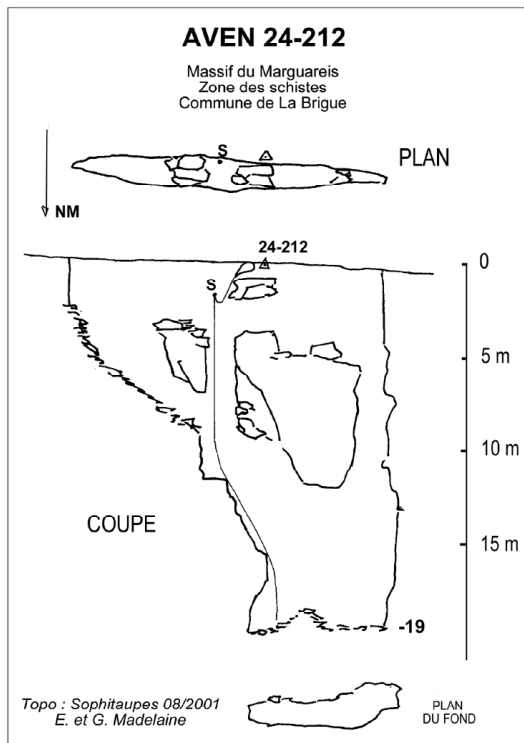 AVEN 24-212
Massif du Marguareis
Zone des schistes
Commune de La Brigue
S
PLAN
NM
24-212
S
0
5 m
10 m
15 m
COUPE
-19
Topo : Sophitaupes 08/2001
E. et G. Madelaine
PLAN
DU FOND